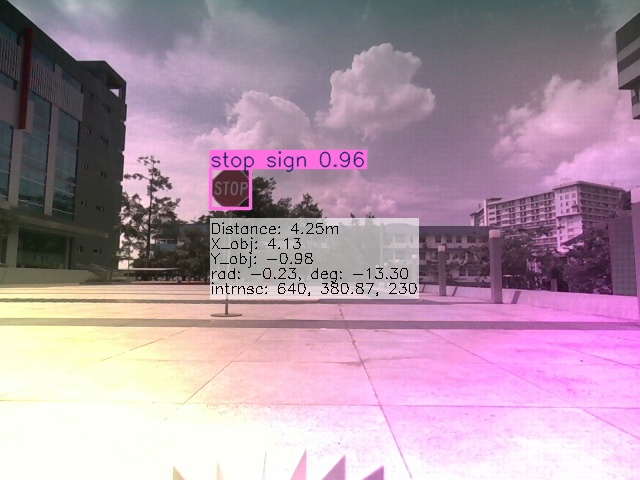 stop sign 0.96
STOP
Distance: 4.25m
X_obj: 4.13
Y_obj: -0.98
rad: -0.23, deg: -13.30
intrnsc: 640, 380.87, 230